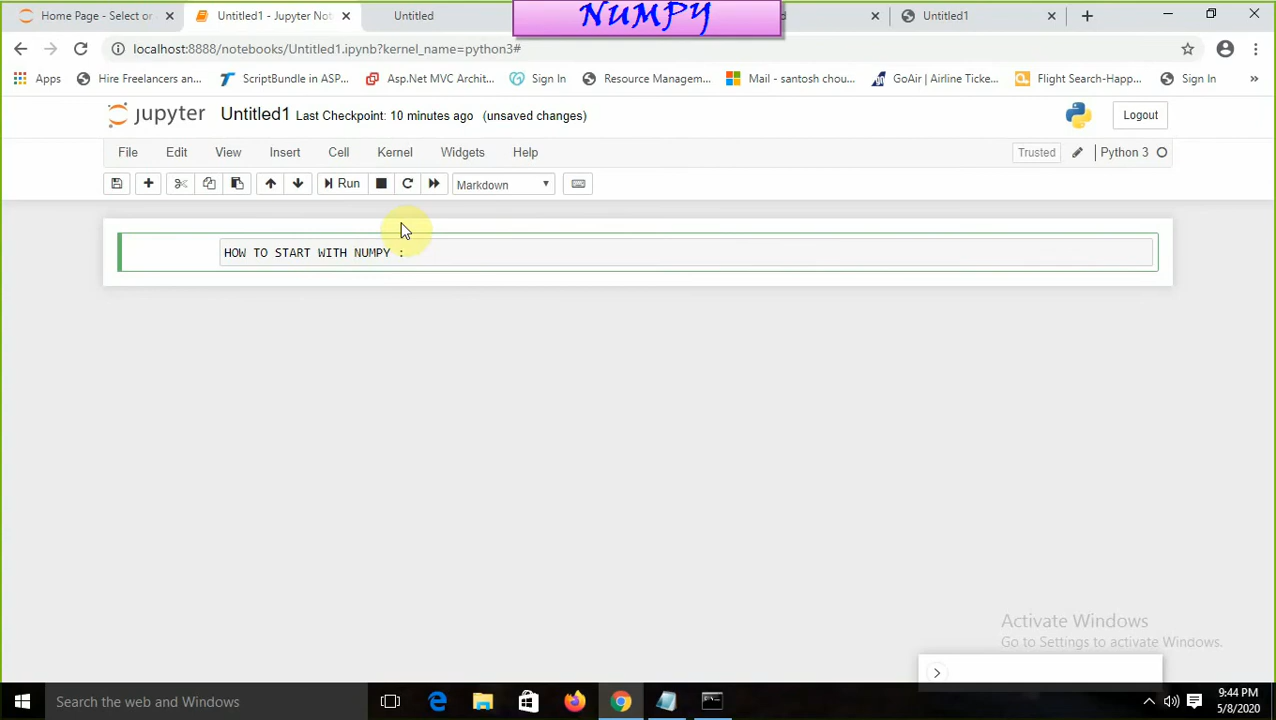 Home Page - Select or
Untitled1 - Jupyter Not
Untitled
NUMPY
d
Untitled1
localhost:8888/notebooks/Untitled1.ipynb?kernel_name=python3#
Apps
Hire Freelancers an...
ScriptBundle in ASP...
Asp.Net MVC Archit...
Sign In
Resource Managem...
Mail - santosh chou...
GoAir | Airline Ticke...
Flight Search-Happ...
Sign In
»
jupyter Untitled1 Last Checkpoint: 10 minutes ago (unsaved changes)
Logout
File Edit View Insert Cell Kernel Widgets Help
Trusted
Python 3
Run
Markdown
HOW TO START WITH NUMPY :
Activate Windows
Go to Settings to activate Windows.
Search the web and Windows
9:44 PM
5/8/2020